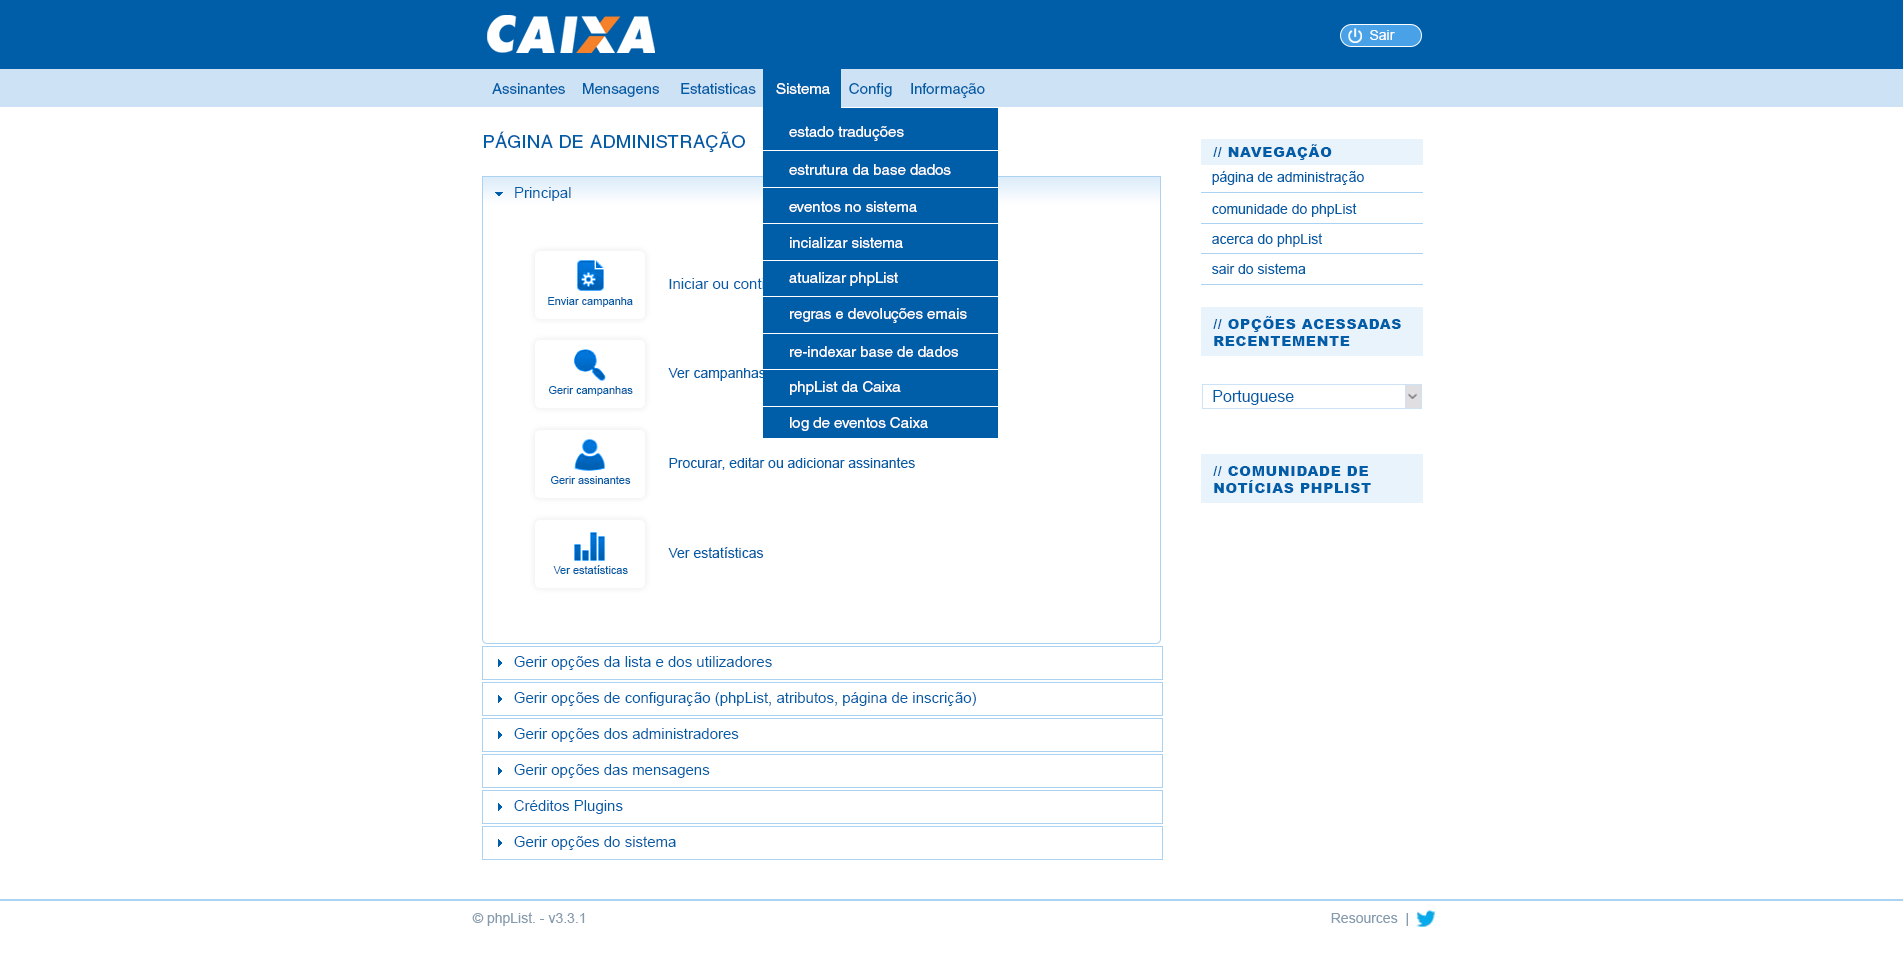 CAIXA
Sair
Assinantes Mensagens Estatisticas Sistema Config Informação
estado traduções
estrutura da base dados
eventos no sistema
incializar sistema
atualizar phpList
regras e devoluções emais
re-indexar base de dados
phpList da Caixa
log de eventos Caixa
PÁGINA DE ADMINISTRAÇÃO
Principal
Enviar campanha
Iniciar ou cont
Gerir campanhas
Ver campanhas
Gerir assinantes
Procurar, editar ou adicionar assinantes
Ver estatísticas
Ver estatísticas
Gerir opções da lista e dos utilizadores
Gerir opções de configuração (phpList, atributos, página de inscrição)
Gerir opções dos administradores
Gerir opções das mensagens
Créditos Plugins
Gerir opções do sistema
// NAVEGAÇÃO
página de administração
comunidade do phpList
acerca do phpList
sair do sistema
// OPÇÕES ACESSADAS
RECENTEMENTE
Portuguese
// COMUNIDADE DE
NOTÍCIAS PHPLIST
© phpList. - v3.3.1
Resources |